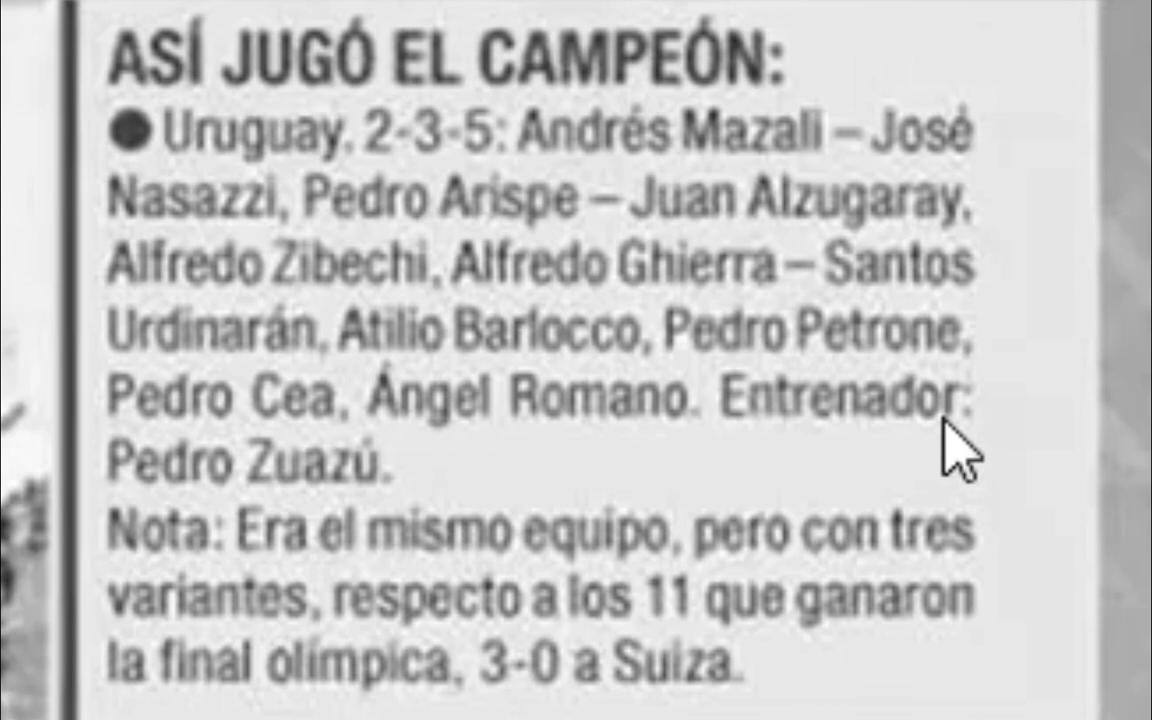 ASÍ JUGÓ EL CAMPEÓN:
● Uruguay. 2-3-5: Andrés Mazali – José
Nasazzi, Pedro Arispe – Juan Alzugaray,
Alfredo Zibechi, Alfredo Ghierra – Santos
Urdinarán, Atilio Barlocco, Pedro Petrone,
Pedro Cea, Ángel Romano. Entrenador:
Pedro Zuazú.
Nota: Era el mismo equipo, pero con tres
variantes, respecto a los 11 que ganaron
la final olímpica, 3-0 a Suiza.